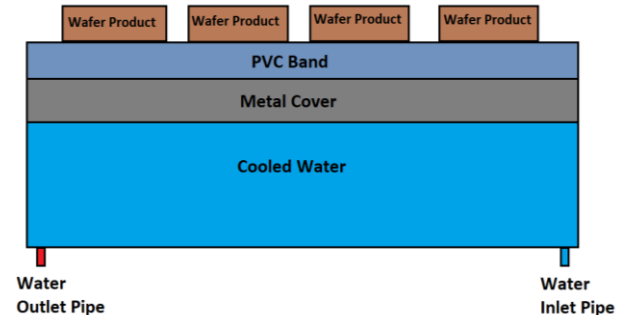 Wafer Product
Wafer Product
Wafer Product
Wafer Product
PVC Band
Metal Cover
Cooled Water
Water
Outlet Pipe
Water
Inlet Pipe